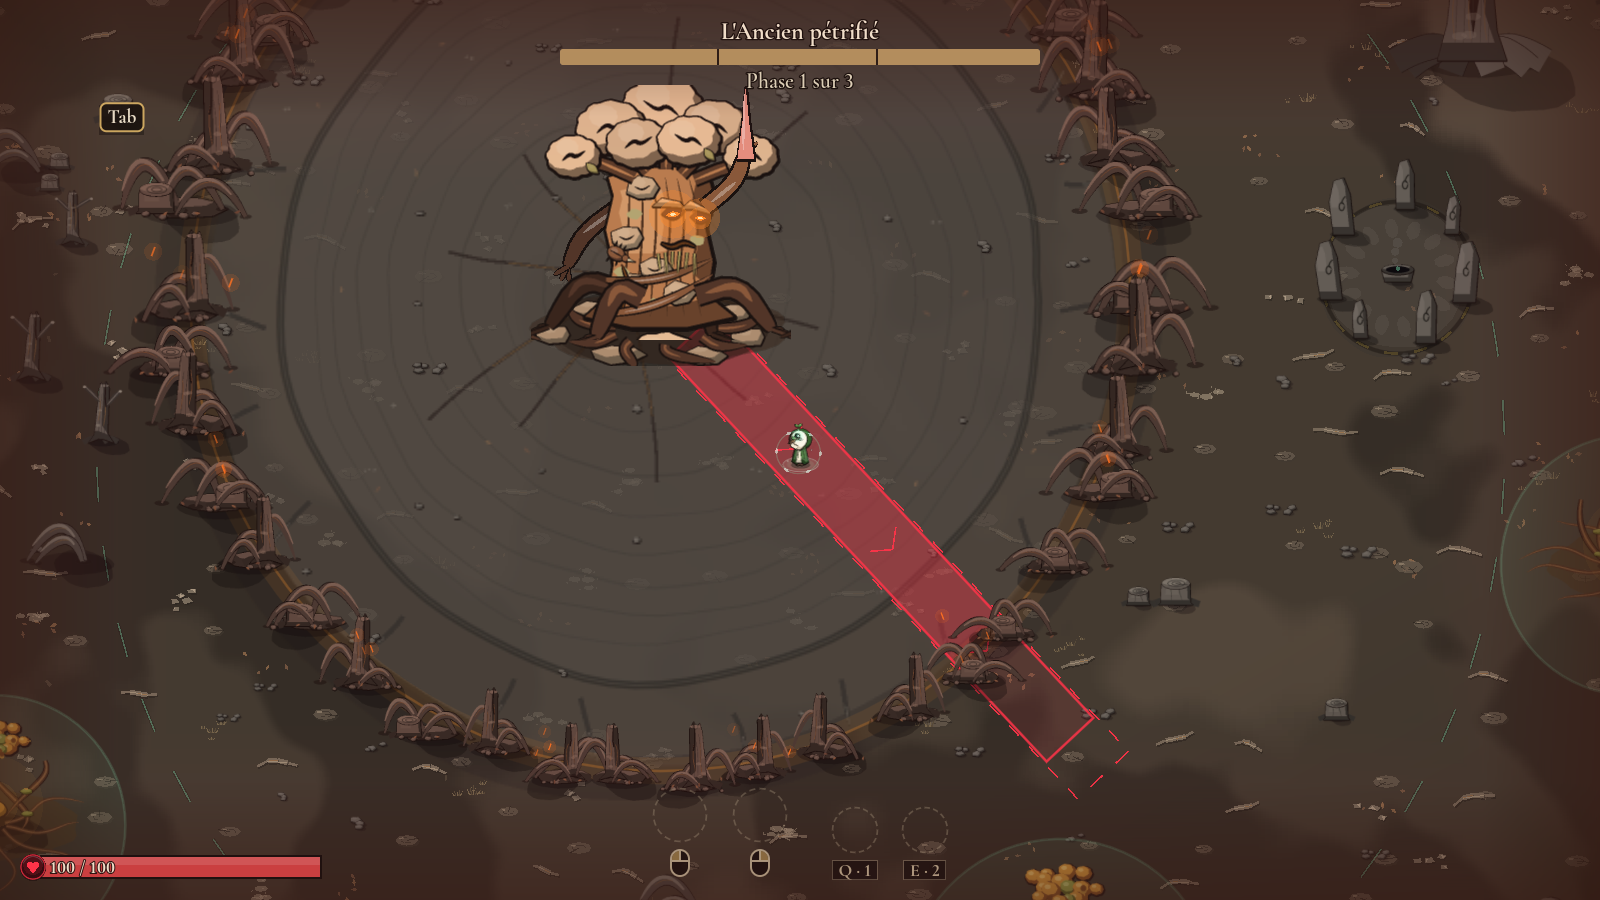 L'Ancien pétrifié
Phase 1 sur 3
Tab
100 / 100
Q · 1
E · 2